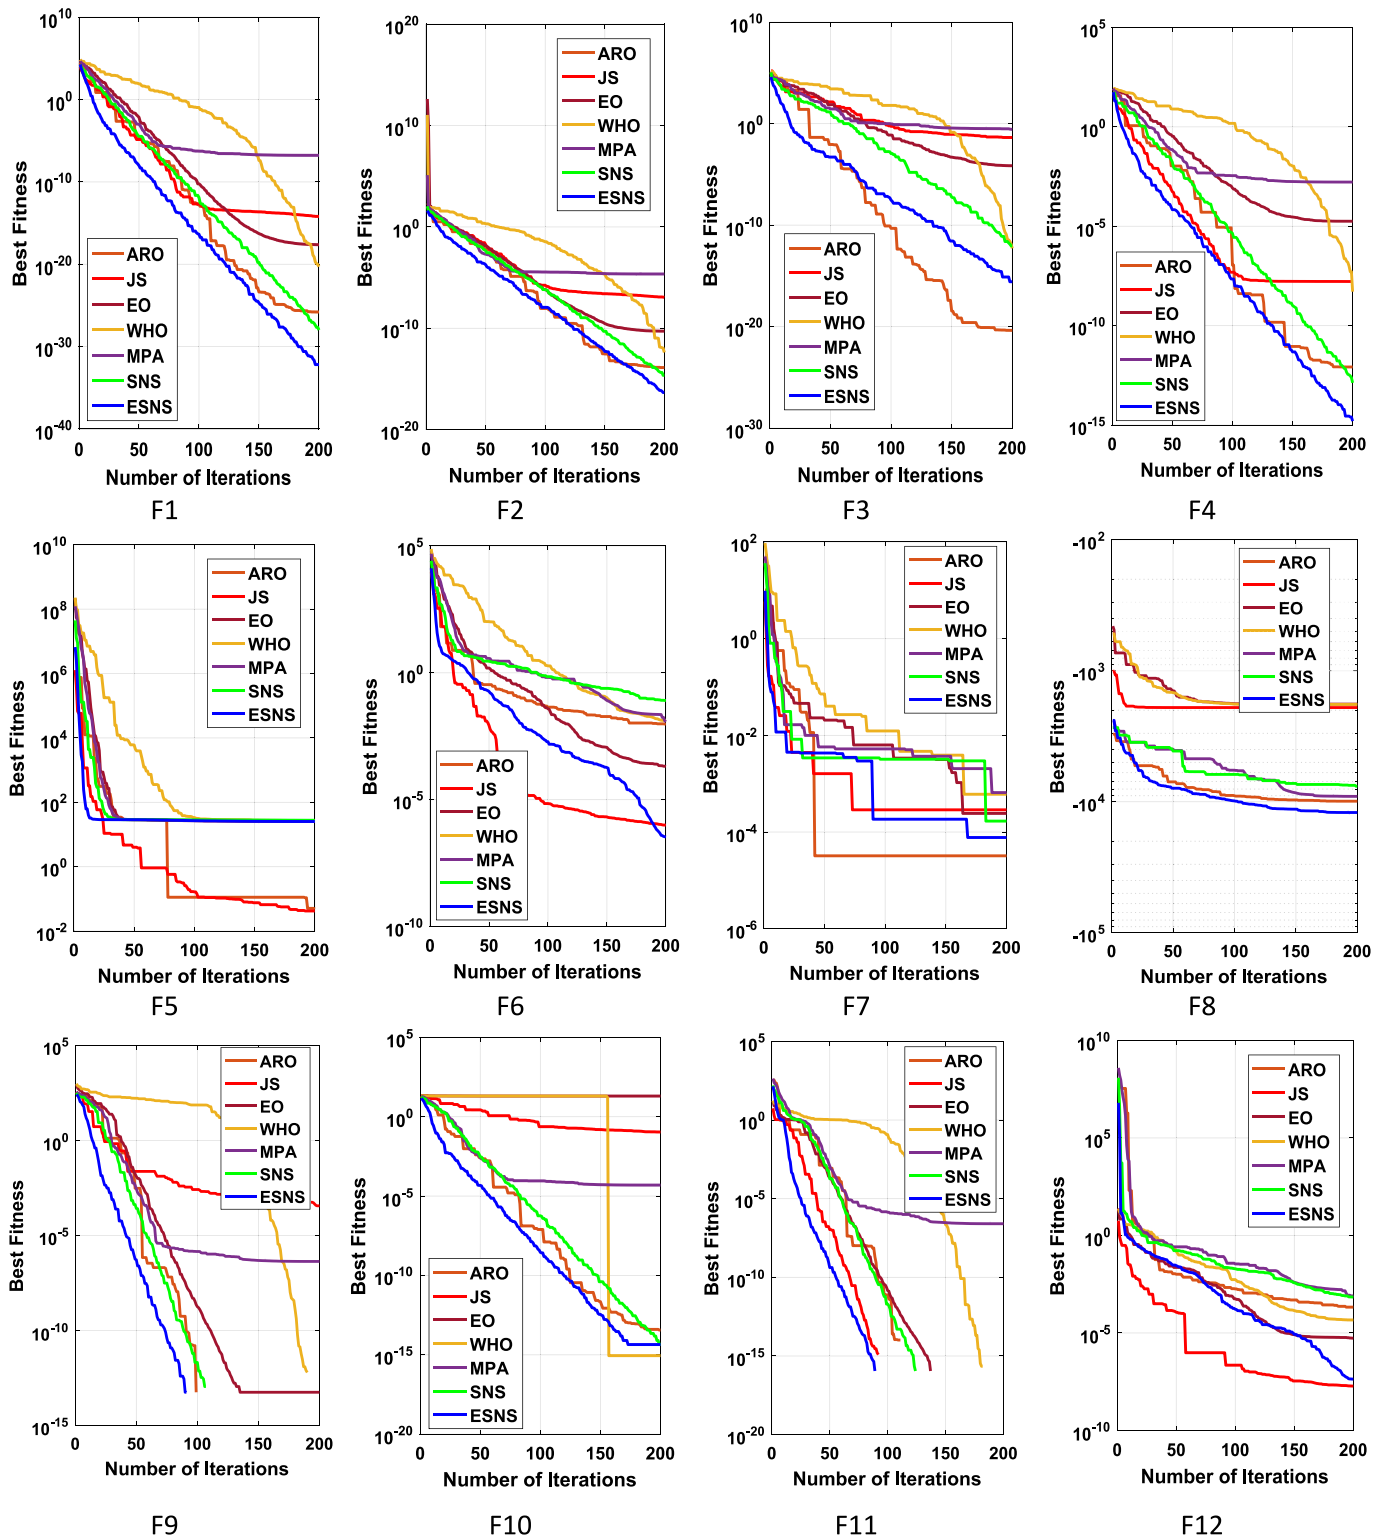 10^10
10^0
10^-10
10^-20
10^-30
10^-40
Best Fitness
ARO
JS
EO
WHO
MPA
SNS
ESNS
0 50 100 150 200
Number of Iterations
F1
10^20
10^10
10^0
10^-10
10^-20
Best Fitness
ARO
JS
EO
WHO
MPA
SNS
ESNS
0 50 100 150 200
Number of Iterations
F2
10^10
10^0
10^-10
10^-20
10^-30
Best Fitness
ARO
JS
EO
WHO
MPA
SNS
ESNS
0 50 100 150 200
Number of Iterations
F3
10^5
10^0
10^-5
10^-10
10^-15
Best Fitness
ARO
JS
EO
WHO
MPA
SNS
ESNS
0 50 100 150 200
Number of Iterations
F4
10^10
10^8
10^6
10^4
10^2
10^0
10^-2
Best Fitness
ARO
JS
EO
WHO
MPA
SNS
ESNS
0 50 100 150 200
Number of Iterations
F5
10^5
10^0
10^-5
10^-10
Best Fitness
ARO
JS
EO
WHO
MPA
SNS
ESNS
0 50 100 150 200
Number of Iterations
F6
10^2
10^0
10^-2
10^-4
10^-6
Best Fitness
ARO
JS
EO
WHO
MPA
SNS
ESNS
0 50 100 150 200
Number of Iterations
F7
-10^2
-10^3
-10^4
-10^5
Best Fitness
ARO
JS
EO
WHO
MPA
SNS
ESNS
0 50 100 150 200
Number of Iterations
F8
10^5
10^0
10^-5
10^-10
10^-15
Best Fitness
ARO
JS
EO
WHO
MPA
SNS
ESNS
0 50 100 150 200
Number of Iterations
F9
10^5
10^0
10^-5
10^-10
10^-15
10^-20
Best Fitness
ARO
JS
EO
WHO
MPA
SNS
ESNS
0 50 100 150 200
Number of Iterations
F10
10^5
10^0
10^-5
10^-10
10^-15
10^-20
Best Fitness
ARO
JS
EO
WHO
MPA
SNS
ESNS
0 50 100 150 200
Number of Iterations
F11
10^10
10^5
10^0
10^-5
10^-10
Best Fitness
ARO
JS
EO
WHO
MPA
SNS
ESNS
0 50 100 150 200
Number of Iterations
F12